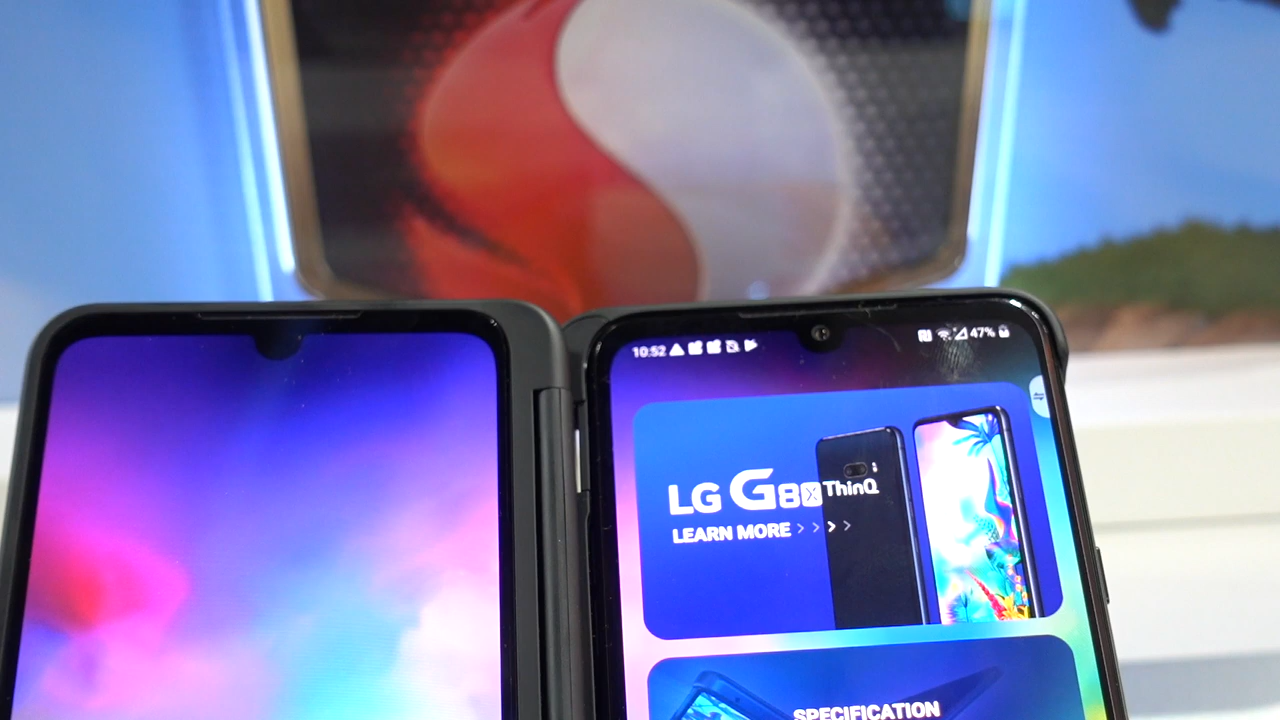 10:52
47%
LG G8X ThinQ
LEARN MORE > > > >
SPECIFICATION